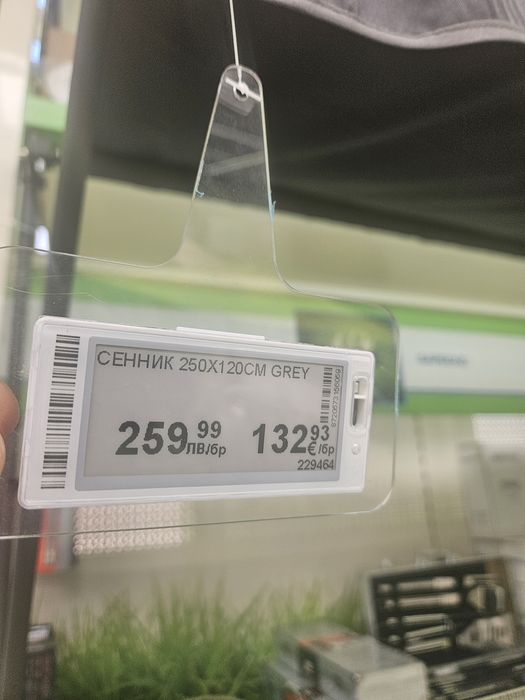 СЕННИК 250X120CM GREY
259 99 ЛВ/бр
132 93 €/бр
229464